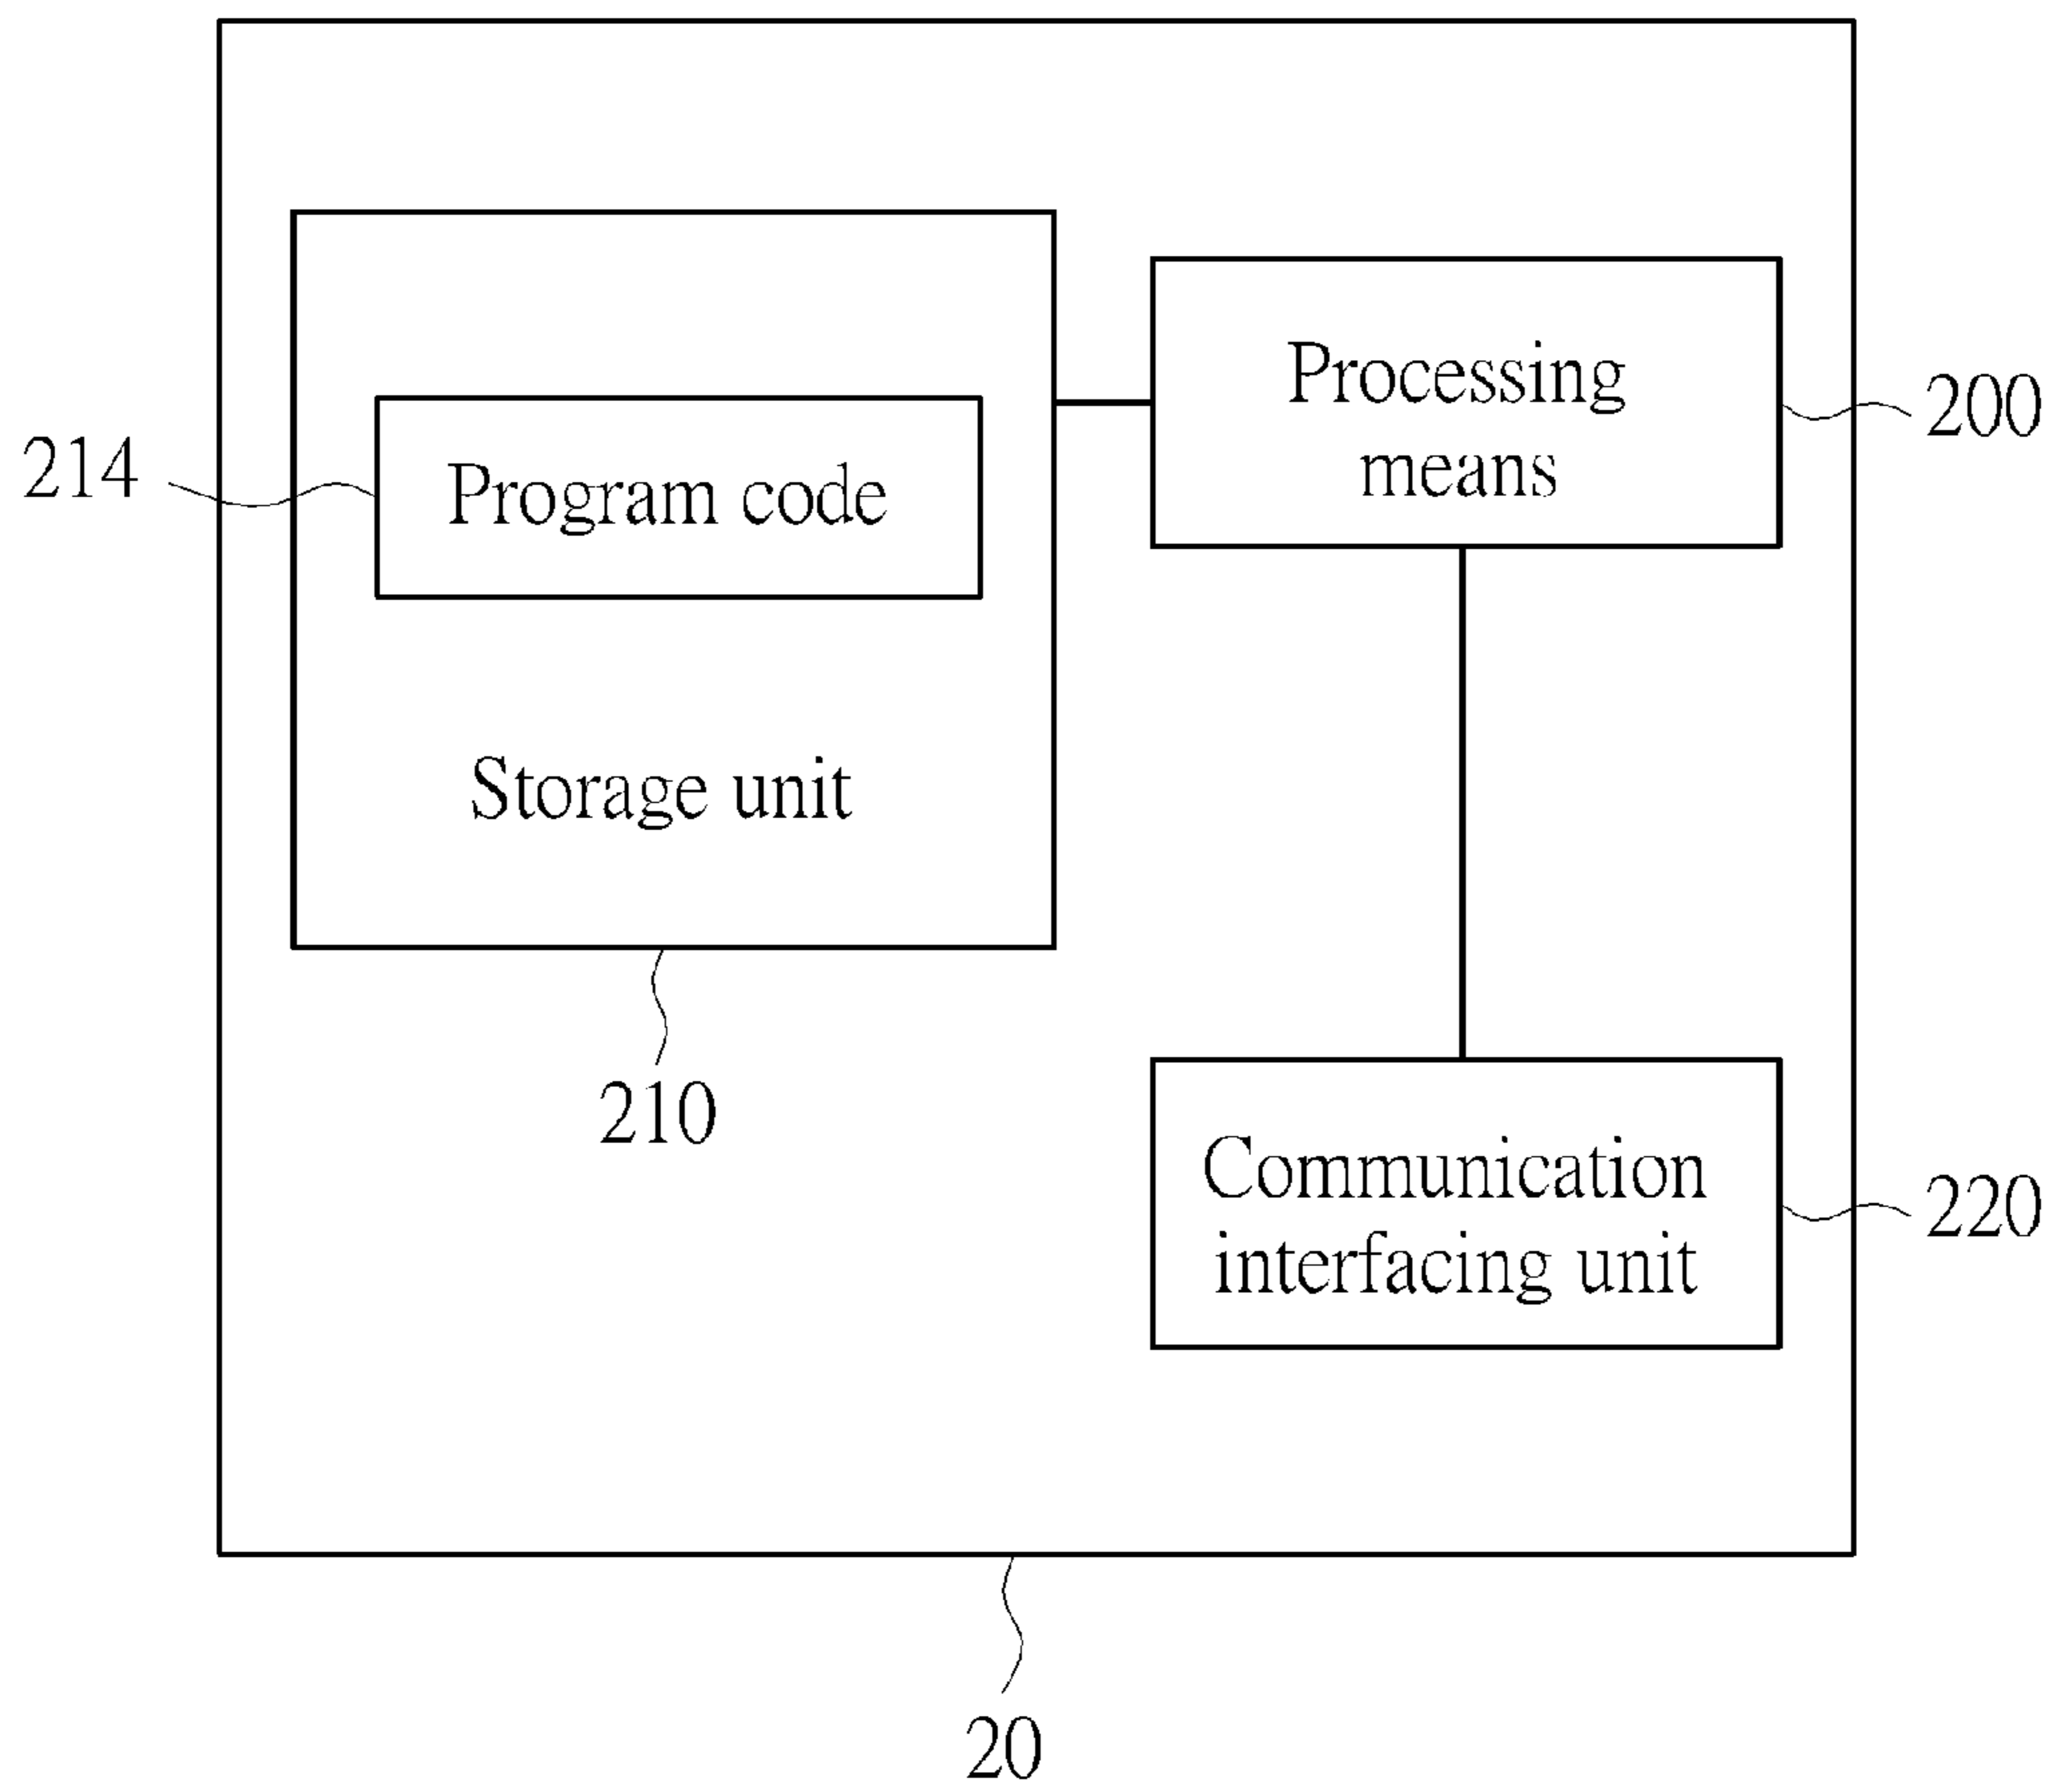 Processing
means
200
214
Program code
Storage unit
210
Communication
interfacing unit
220
20